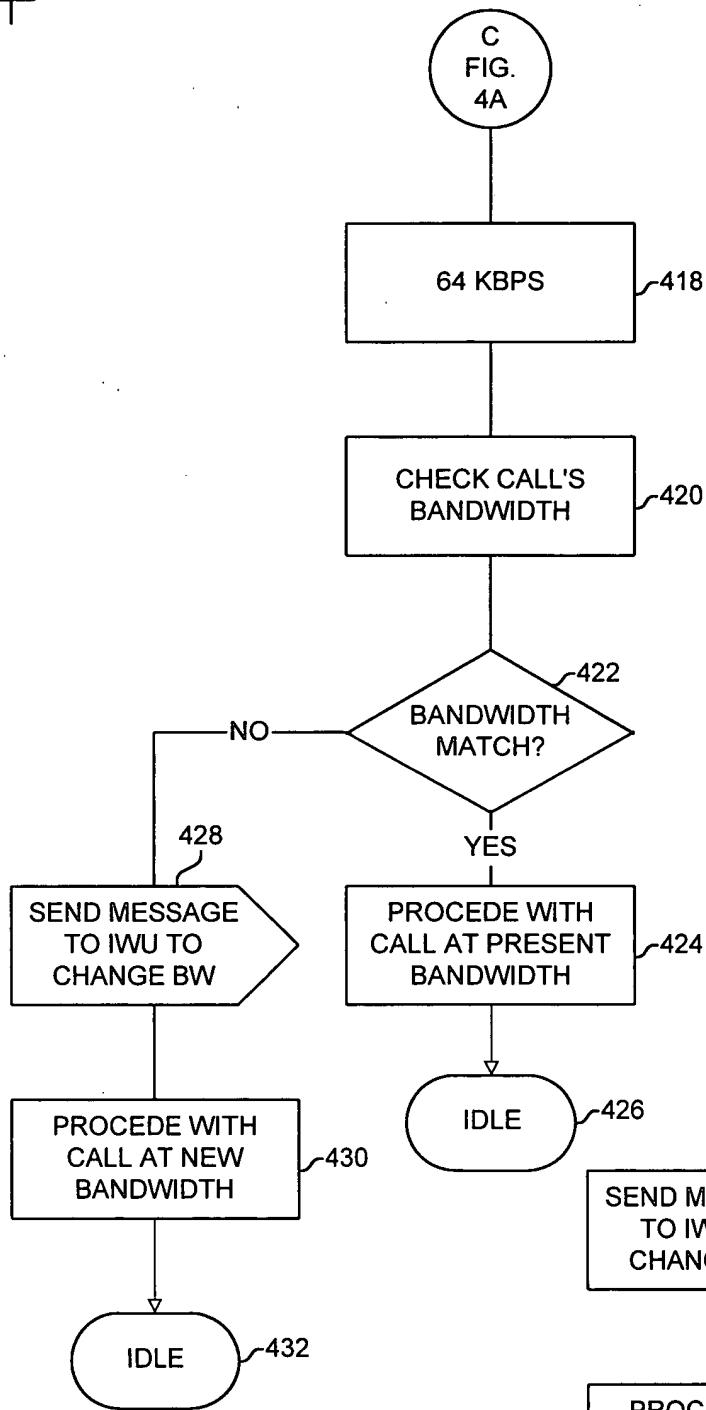 C
FIG.
4A
64 KBPS
418
CHECK CALL'S
BANDWIDTH
420
422
BANDWIDTH
MATCH?
NO
YES
428
SEND MESSAGE
TO IWU TO
CHANGE BW
PROCEDE WITH
CALL AT PRESENT
BANDWIDTH
424
IDLE
426
PROCEDE WITH
CALL AT NEW
BANDWIDTH
430
IDLE
432
SEND
TO